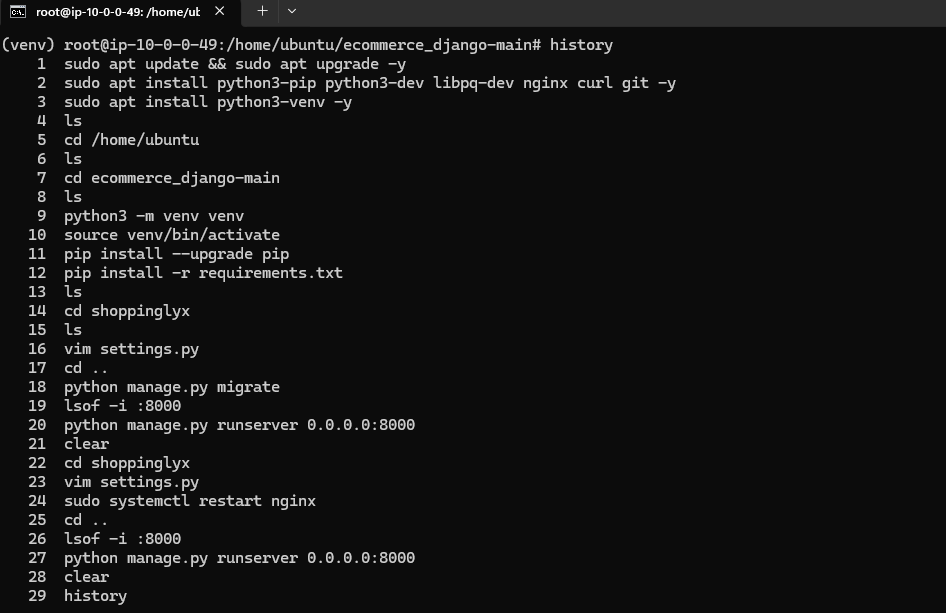 root@ip-10-0-0-49: /home/ut
(venv) root@ip-10-0-0-49:/home/ubuntu/ecommerce_django-main# history
1 sudo apt update && sudo apt upgrade -y
2 sudo apt install python3-pip python3-dev libpq-dev nginx curl git -y
3 sudo apt install python3-venv -y
4 ls
5 cd /home/ubuntu
6 ls
7 cd ecommerce_django-main
8 ls
9 python3 -m venv venv
10 source venv/bin/activate
11 pip install --upgrade pip
12 pip install -r requirements.txt
13 ls
14 cd shoppinglyx
15 ls
16 vim settings.py
17 cd ..
18 python manage.py migrate
19 lsof -i :8000
20 python manage.py runserver 0.0.0.0:8000
21 clear
22 cd shoppinglyx
23 vim settings.py
24 sudo systemctl restart nginx
25 cd ..
26 lsof -i :8000
27 python manage.py runserver 0.0.0.0:8000
28 clear
29 history